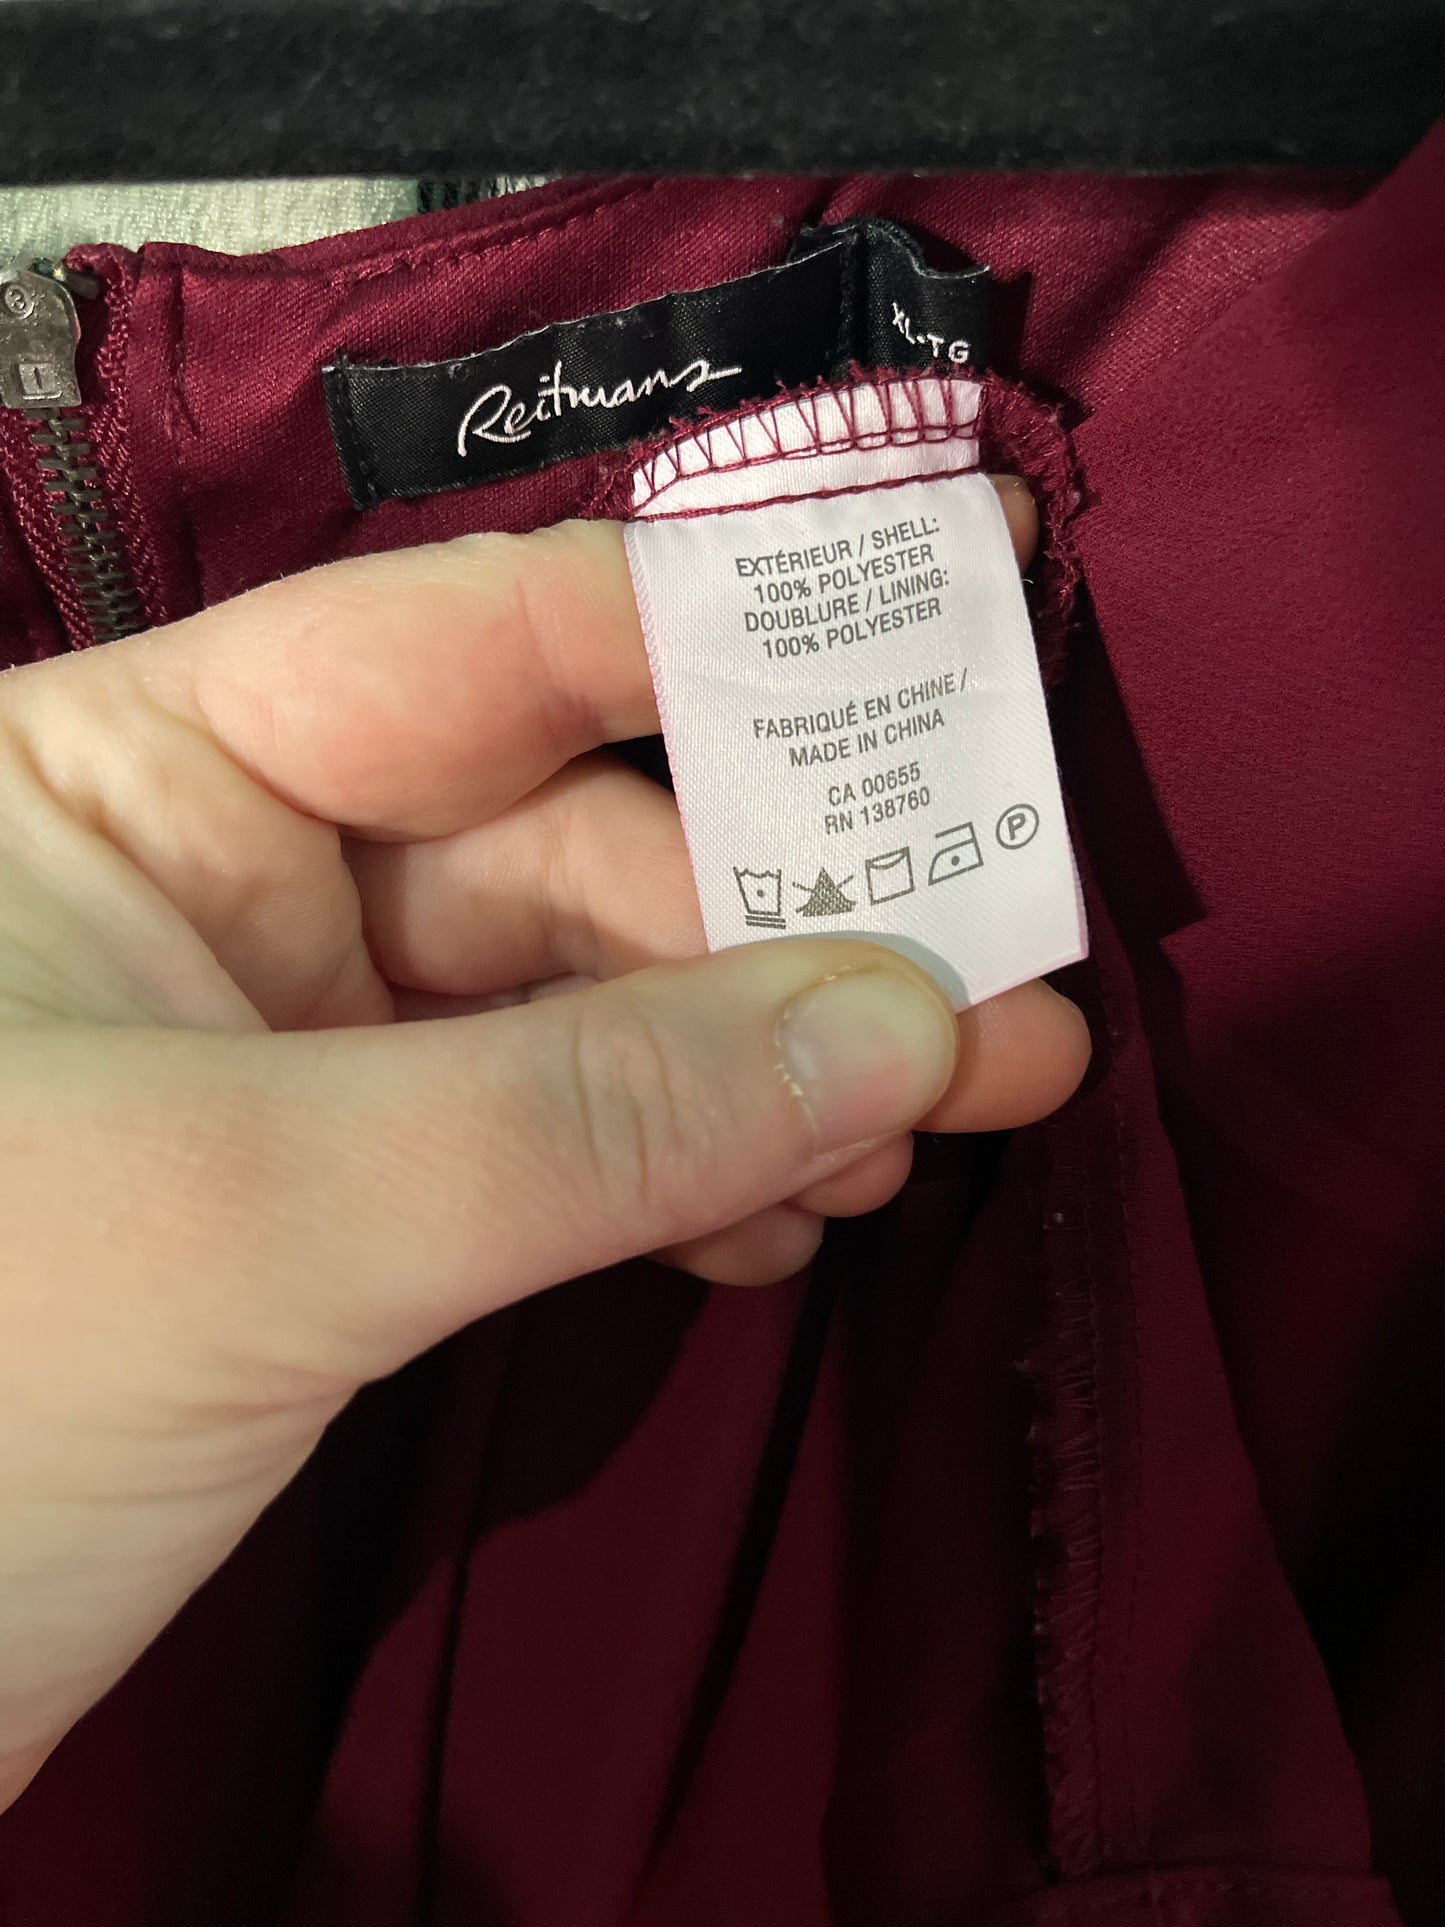 Reitmans
XL-TG
EXTÉRIEUR / SHELL:
100% POLYESTER
DOUBLURE / LINING:
100% POLYESTER
FABRIQUÉ EN CHINE /
MADE IN CHINA
CA 00655
RN 138760
P